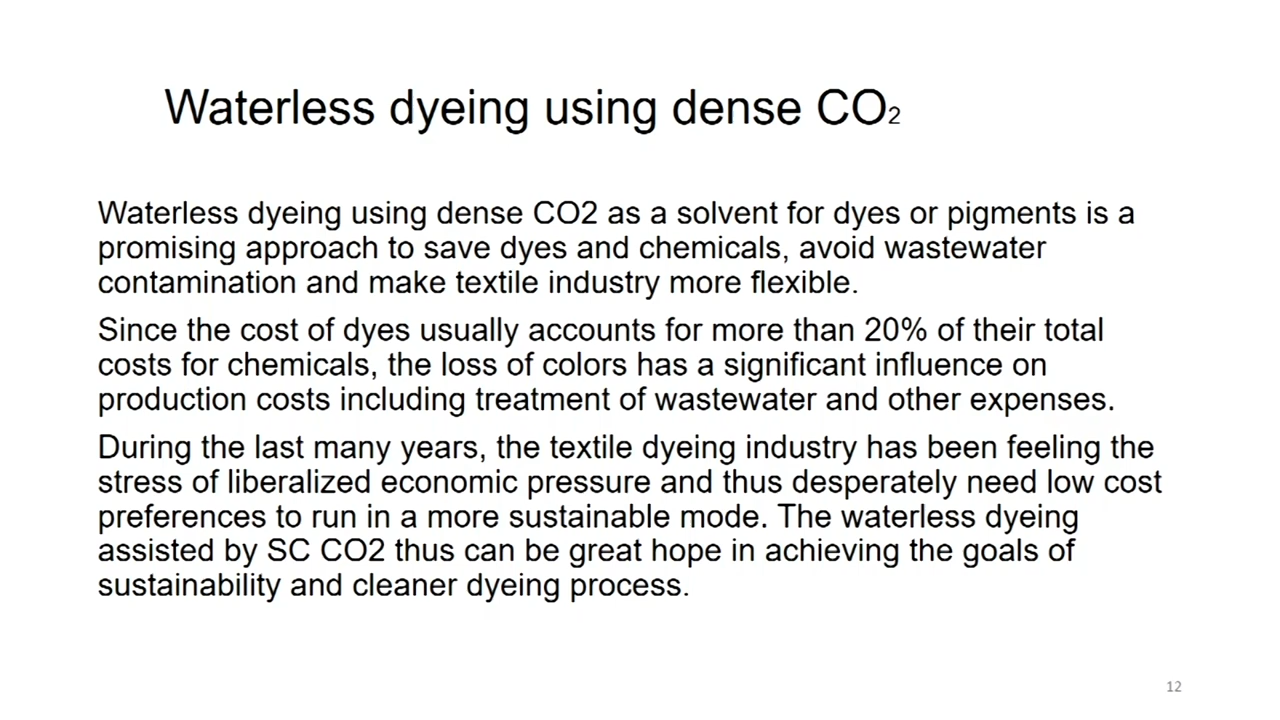 Waterless dyeing using dense CO₂
Waterless dyeing using dense CO2 as a solvent for dyes or pigments is a
promising approach to save dyes and chemicals, avoid wastewater
contamination and make textile industry more flexible.
Since the cost of dyes usually accounts for more than 20% of their total
costs for chemicals, the loss of colors has a significant influence on
production costs including treatment of wastewater and other expenses.
During the last many years, the textile dyeing industry has been feeling the
stress of liberalized economic pressure and thus desperately need low cost
preferences to run in a more sustainable mode. The waterless dyeing
assisted by SC CO2 thus can be great hope in achieving the goals of
sustainability and cleaner dyeing process.
12